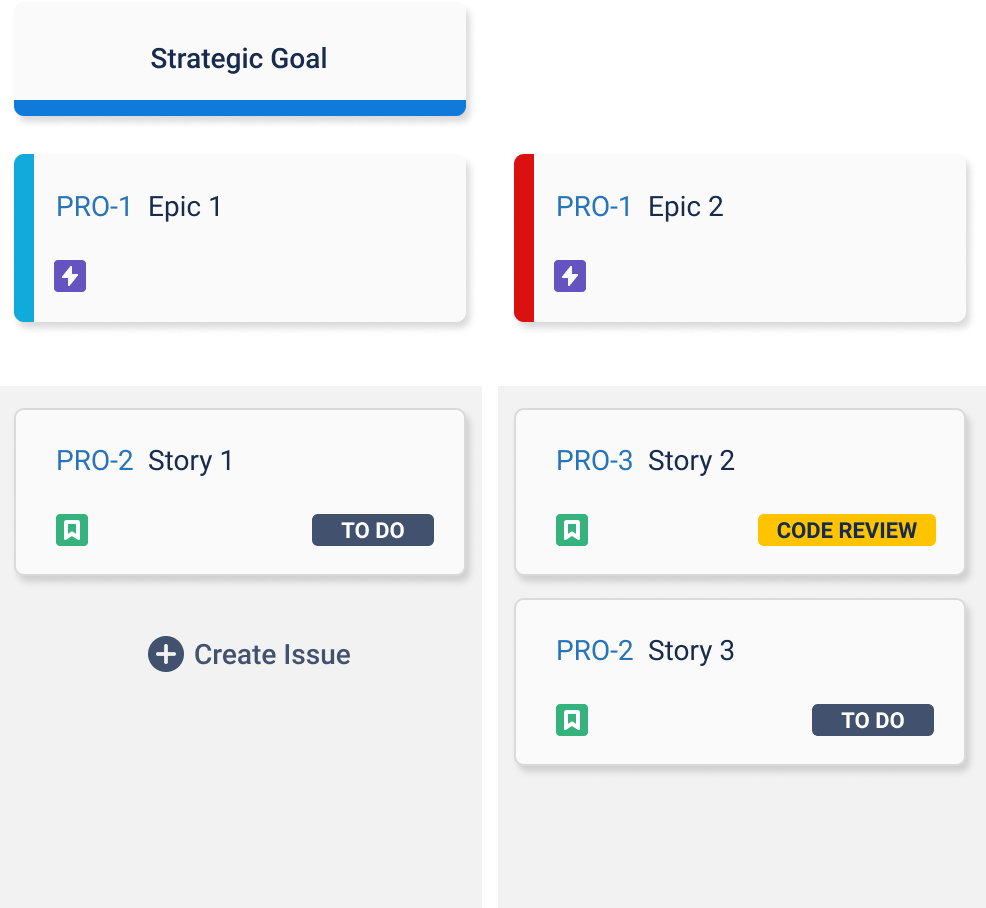 Strategic Goal
PRO-1 Epic 1
PRO-1 Epic 2
PRO-2 Story 1
TO DO
Create Issue
PRO-3 Story 2
CODE REVIEW
PRO-2 Story 3
TO DO